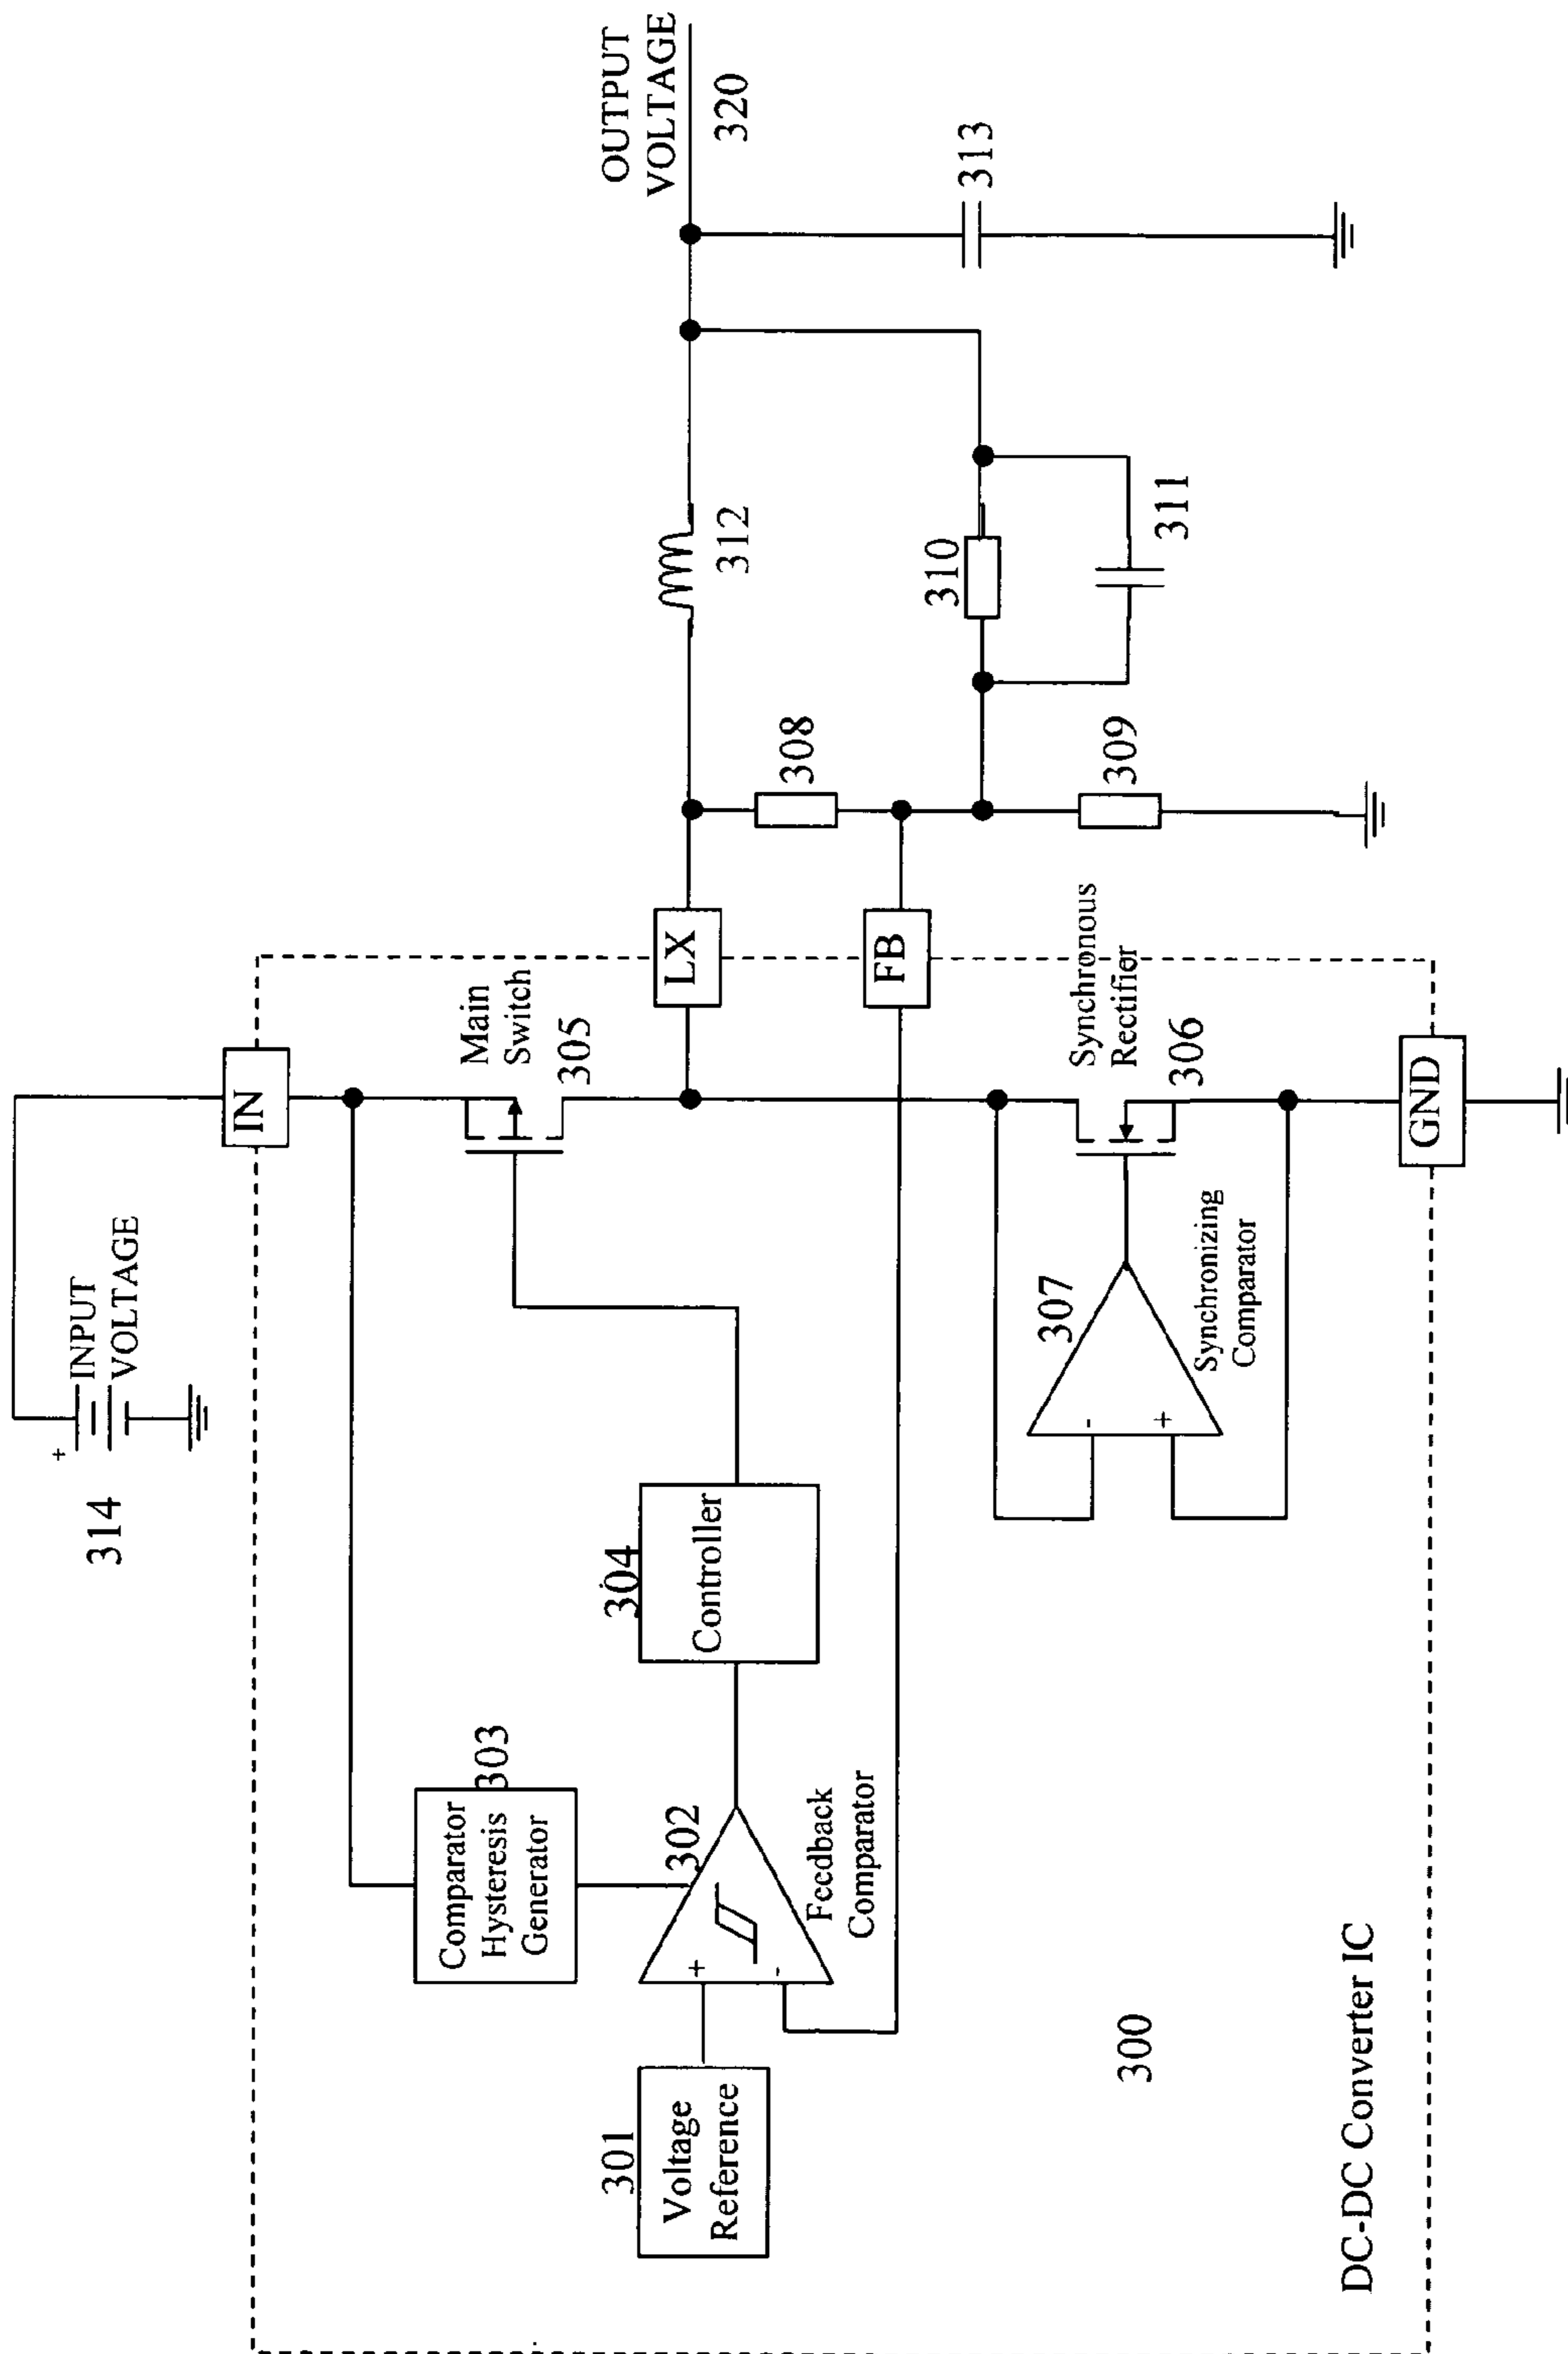 314
+
INPUT
VOLTAGE
IN
OUTPUT
VOLTAGE
320
Comparator
Hysteresis
Generator
303
Main
Switch
305
LX
312
301
Voltage
Reference
+
-
302
Feedback
Comparator
304
Controller
FB
308
310
311
313
309
307
-
+
Synchronizing
Comparator
Synchronous
Rectifier
306
300
GND
DC-DC Converter IC